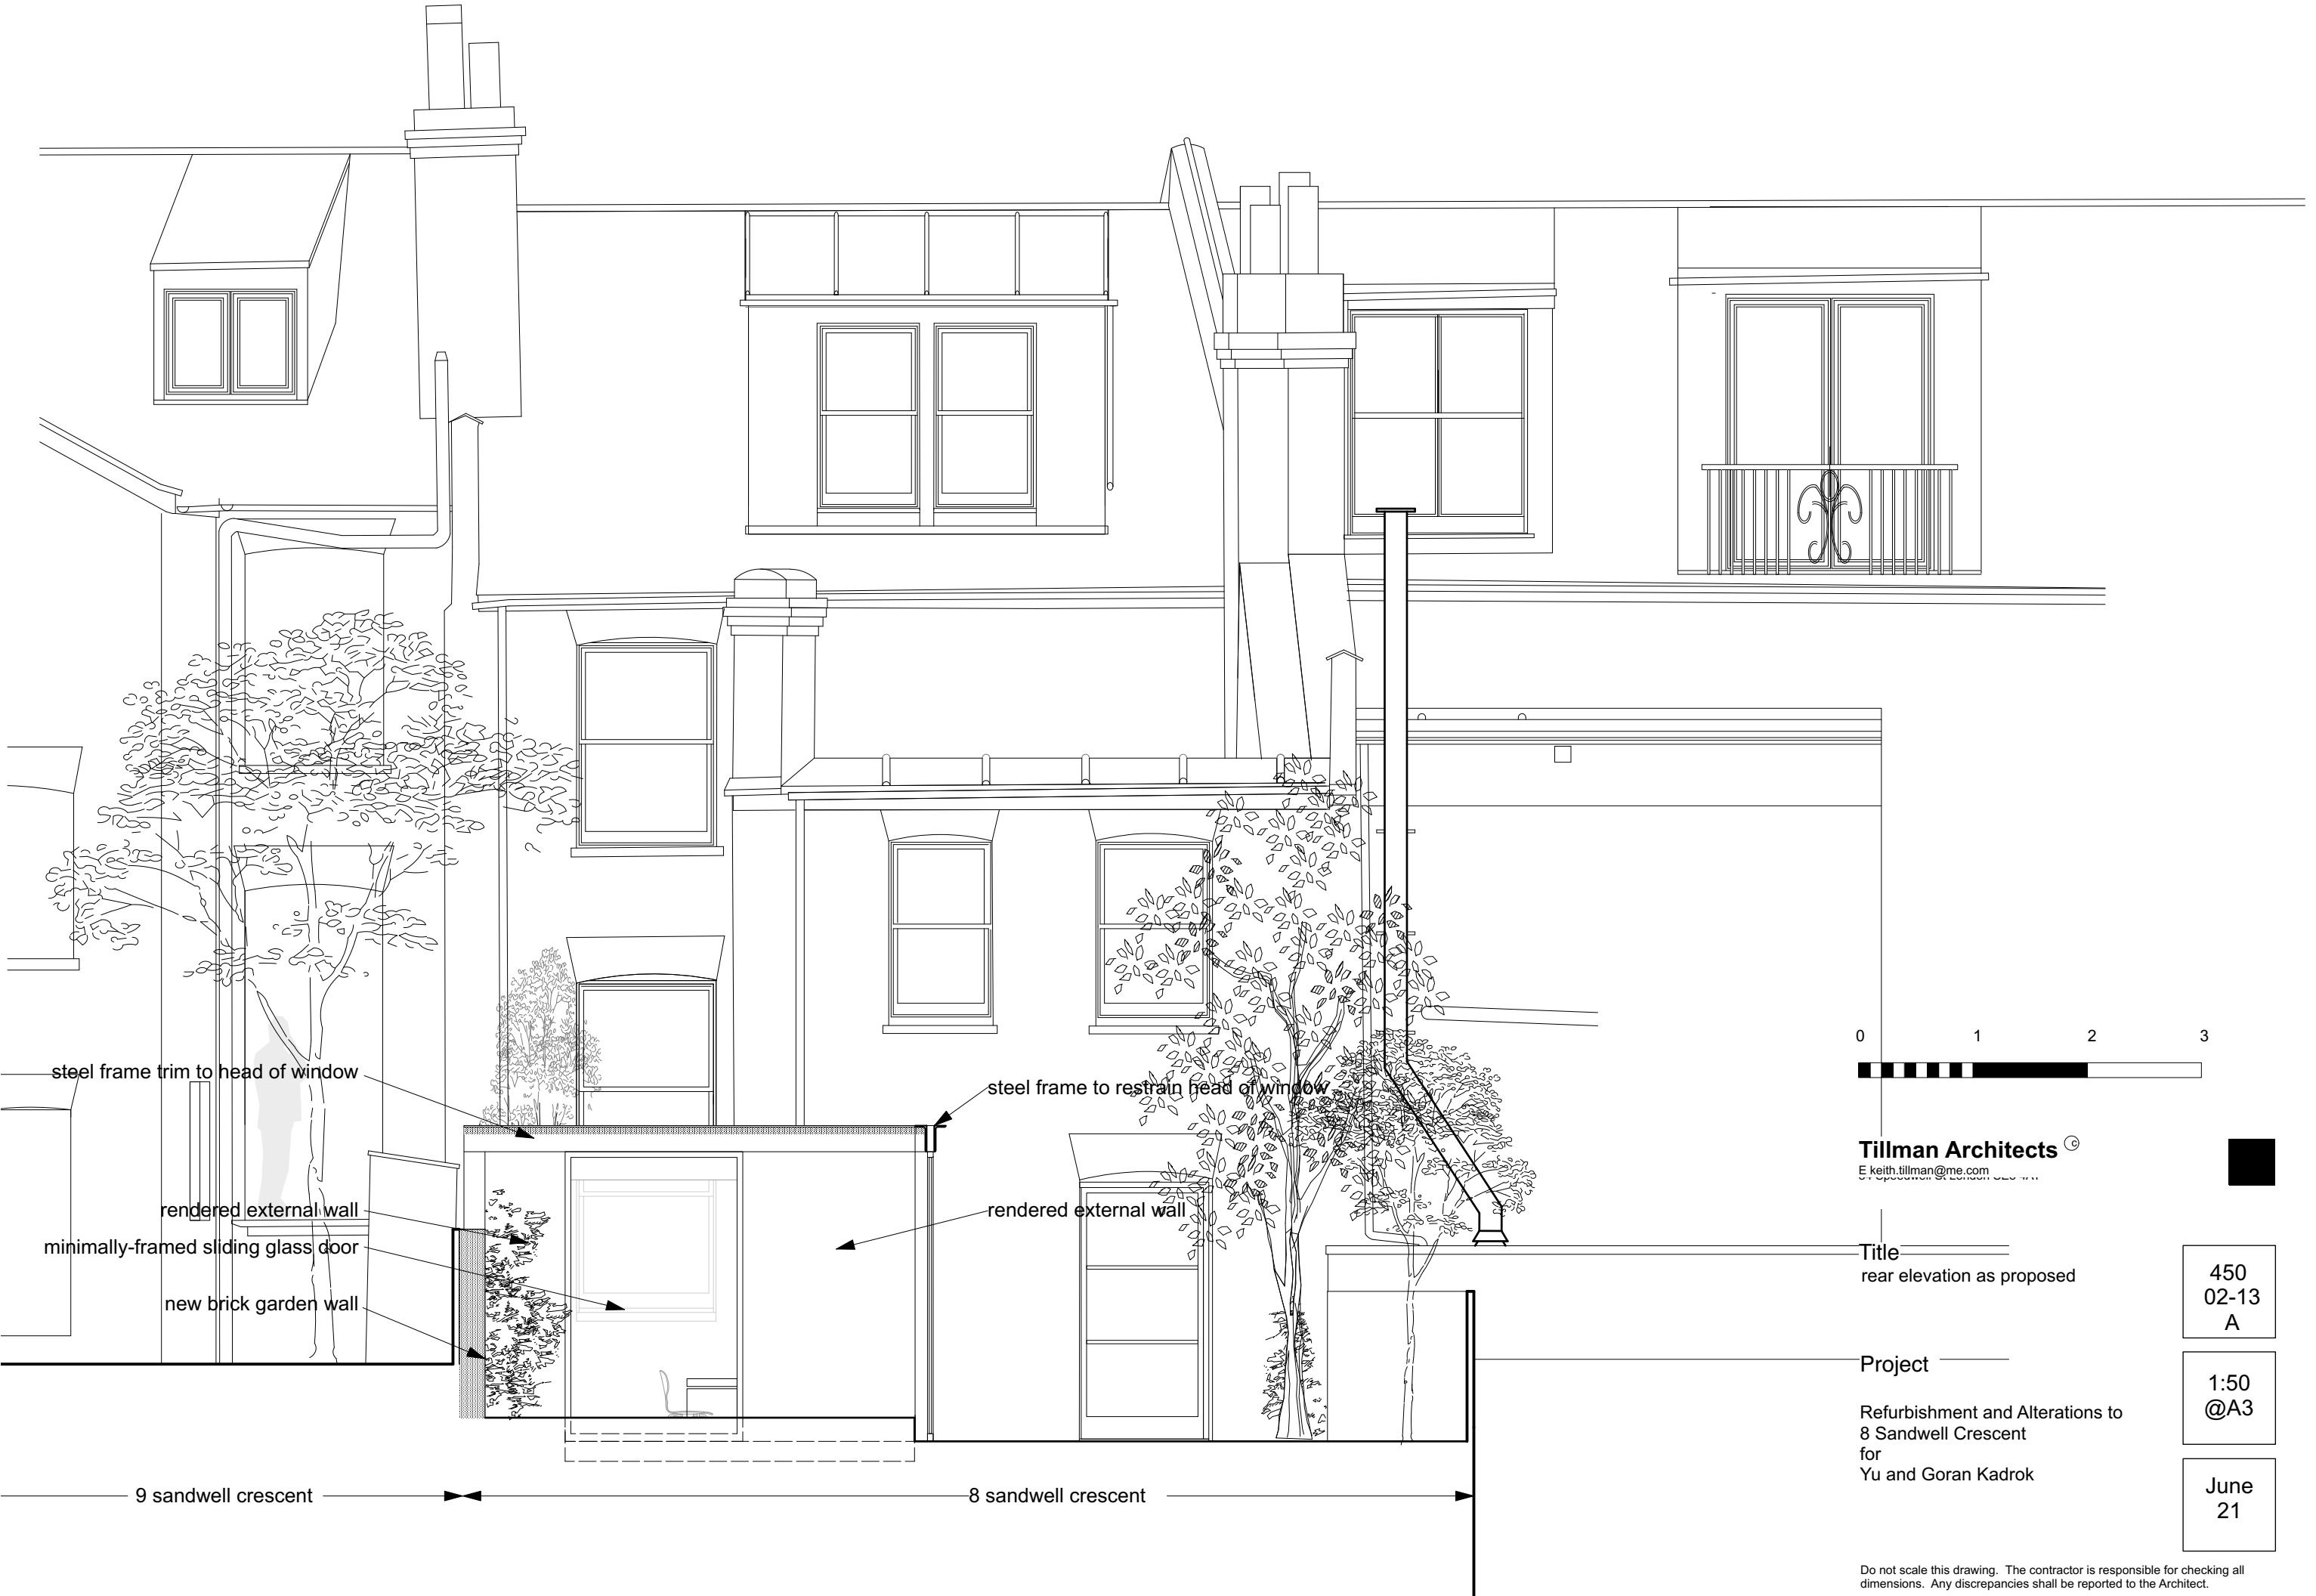 steel frame trim to head of window
steel frame to restrain head of window
rendered external wall
rendered external wall
minimally-framed sliding glass door
new brick garden wall
9 sandwell crescent
8 sandwell crescent
0 1 2 3
Tillman Architects ©
E keith.tillman@me.com
Title
rear elevation as proposed
450
02-13
A
Project
1:50
@A3
Refurbishment and Alterations to
8 Sandwell Crescent
for
Yu and Goran Kadrok
June
21
Do not scale this drawing. The contractor is responsible for checking all
dimensions. Any discrepancies shall be reported to the Architect.